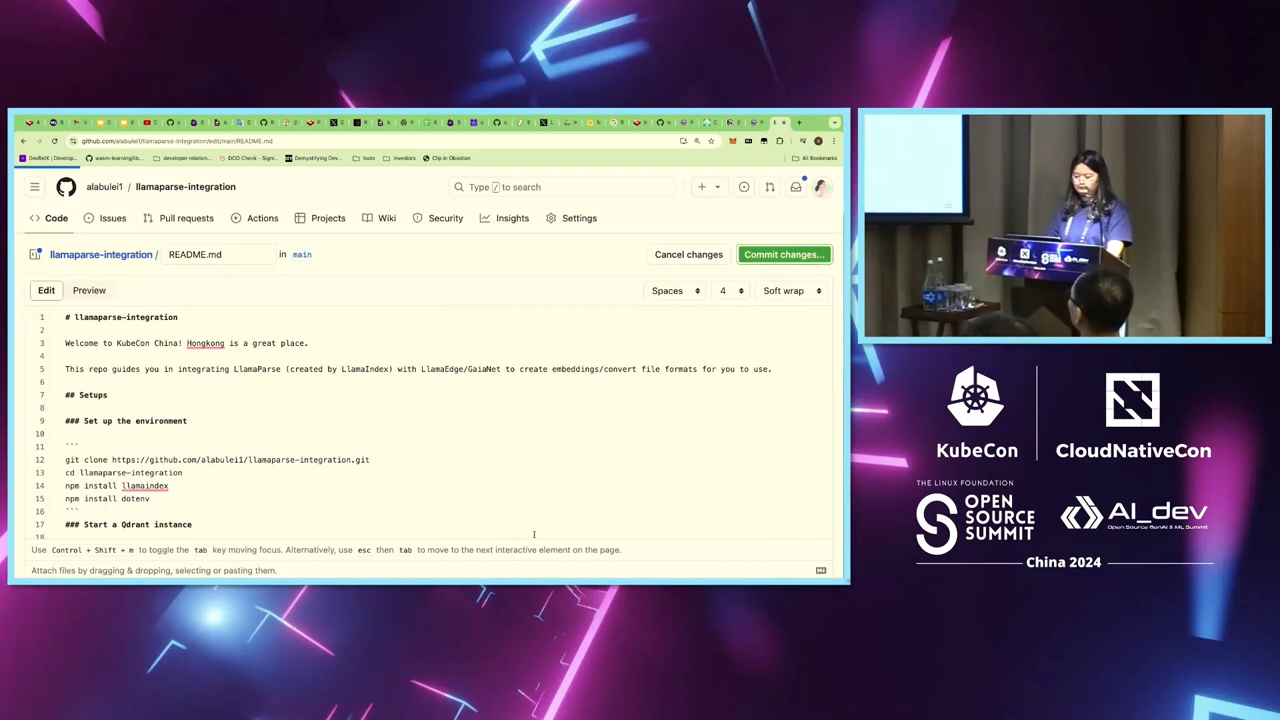 github.com/alabulei1/llamaparse-integration/edit/main/README.md
DevRelX | Develop...
wasm-learning/lib...
developer relation...
DCO Check - Signi...
Demystifying Dev...
tools
Investors
Clip in Obsidian
All Bookmarks
alabulei1 / llamaparse-integration
Type / to search
Code
Issues
Pull requests
Actions
Projects
Wiki
Security
Insights
Settings
llamaparse-integration / README.md in main
Cancel changes
Commit changes...
Edit
Preview
Spaces
4
Soft wrap
1 # llamaparse-integration
2
3 Welcome to KubeCon China! Hongkong is a great place.
4
5 This repo guides you in integrating LlamaParse (created by LlamaIndex) with LlamaEdge/GaiaNet to create embeddings/convert file formats for you to use.
6
7 ## Setups
8
9 ### Set up the environment
10
11 ```
12 git clone https://github.com/alabulei1/llamaparse-integration.git
13 cd llamaparse-integration
14 npm install llamaindex
15 npm install dotenv
16 ```
17 ### Start a Qdrant instance
18
Use Control + Shift + m to toggle the tab key moving focus. Alternatively, use esc then tab to move to the next interactive element on the page.
Attach files by dragging & dropping, selecting or pasting them.
KubeCon
CloudNativeCon
THE LINUX FOUNDATION
OPEN
SOURCE
SUMMIT
AI_dev
Open Source GenAI & ML Summit
China 2024